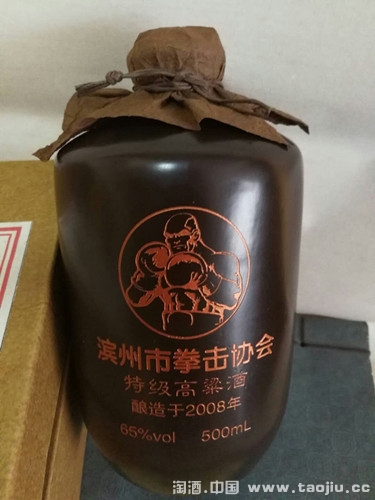 滨州市拳击协会
特级高粱酒
酿造于2008年
65%vol 500mL
淘酒.中国 www.taojiu.cc